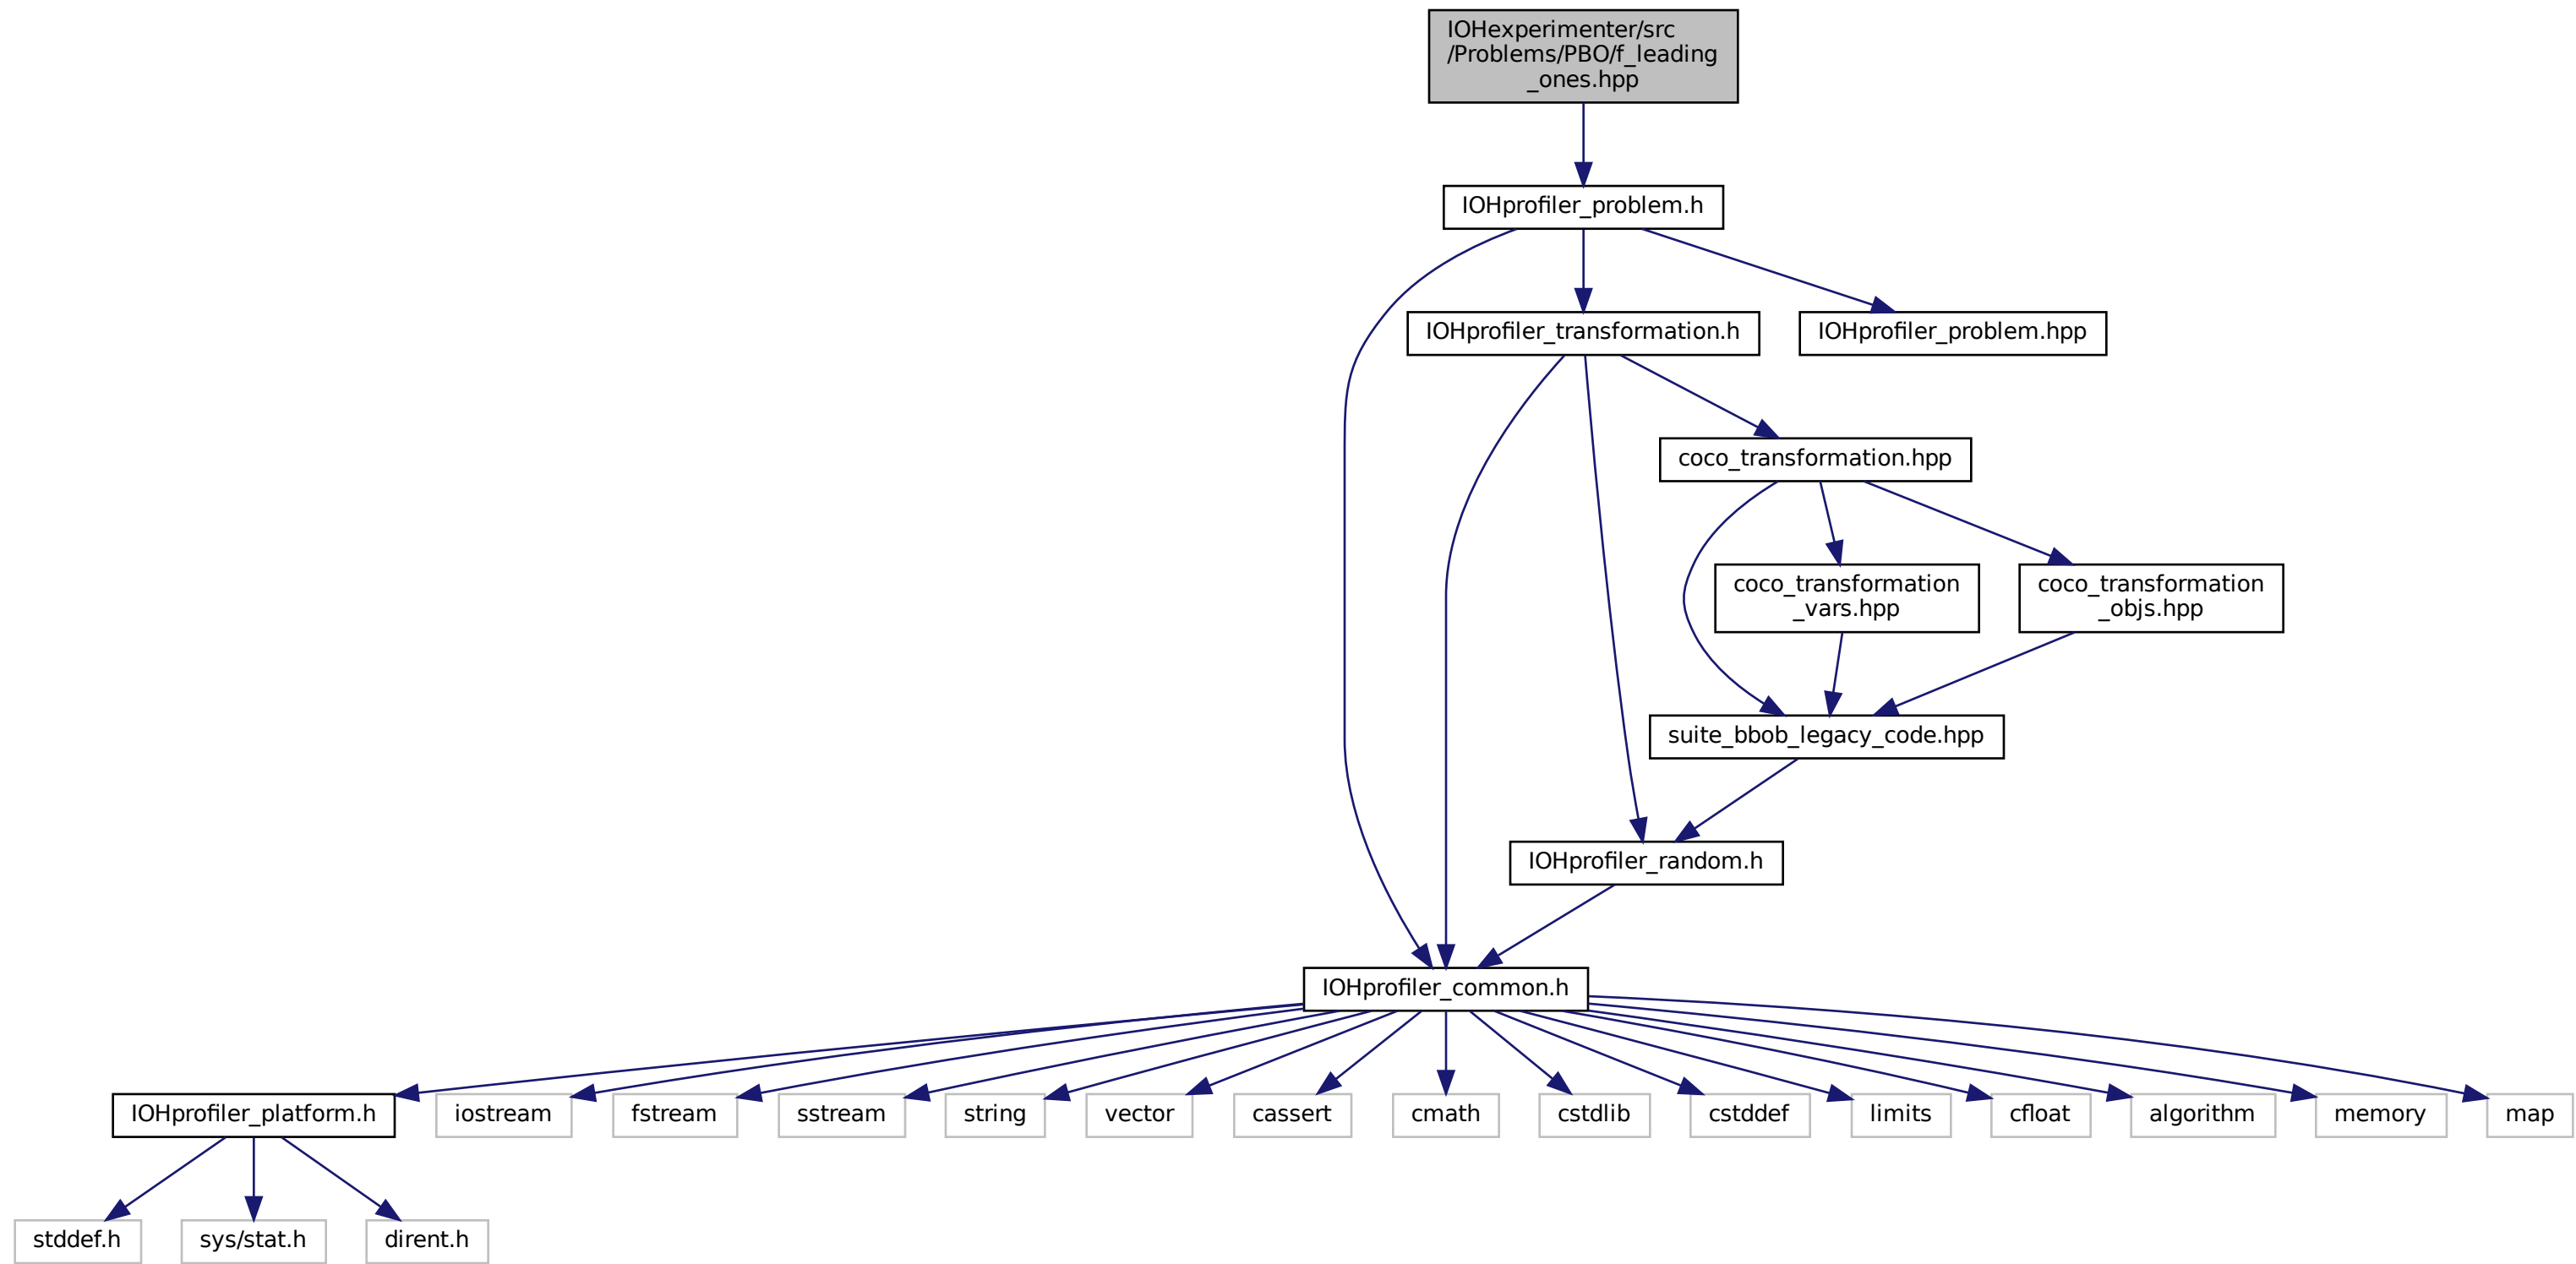 IOHexperimenter/src
/Problems/PBO/f_leading
_ones.hpp
IOHprofiler_problem.h
IOHprofiler_transformation.h
IOHprofiler_problem.hpp
coco_transformation.hpp
coco_transformation
_vars.hpp
coco_transformation
_objs.hpp
suite_bbob_legacy_code.hpp
IOHprofiler_random.h
IOHprofiler_common.h
IOHprofiler_platform.h
iostream
fstream
sstream
string
vector
cassert
cmath
cstdlib
cstddef
limits
cfloat
algorithm
memory
map
stddef.h
sys/stat.h
dirent.h